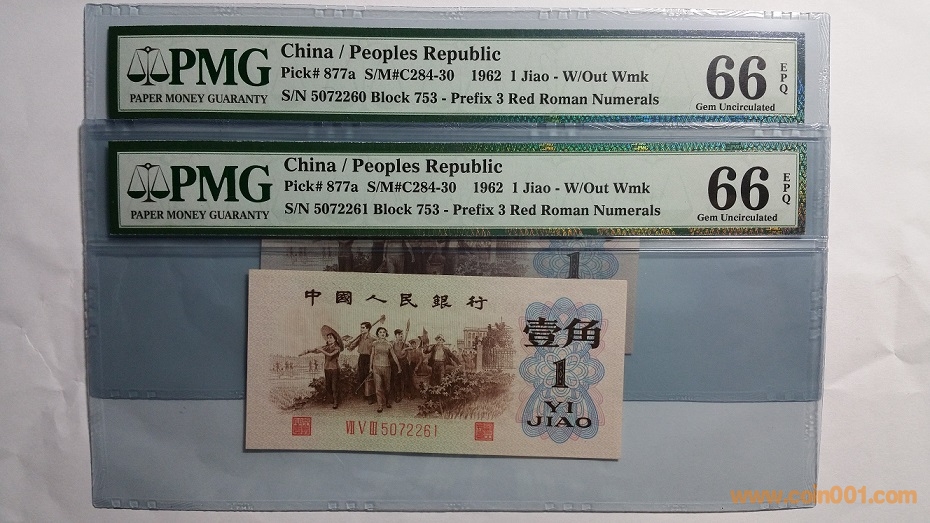 PMG
PAPER MONEY GUARANTY
China / Peoples Republic
Pick# 877a S/M#C284-30 1962 1 Jiao - W/Out Wmk
S/N 5072260 Block 753 - Prefix 3 Red Roman Numerals
66
EPQ
Gem Uncirculated
PMG
PAPER MONEY GUARANTY
China / Peoples Republic
Pick# 877a S/M#C284-30 1962 1 Jiao - W/Out Wmk
S/N 5072261 Block 753 - Prefix 3 Red Roman Numerals
66
EPQ
Gem Uncirculated
1
中國人民銀行
壹角
1
YI
JIAO
VII V III 5072261
www.coin001.com